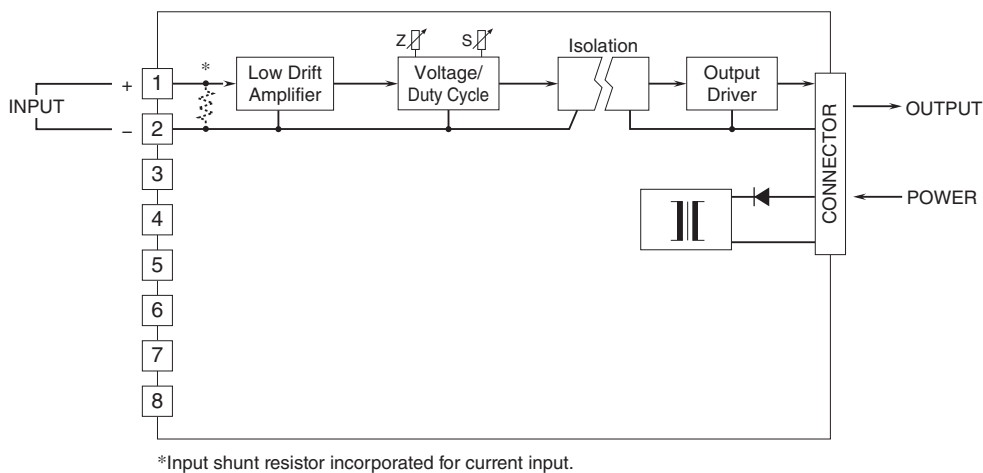 Isolation
Z
S
*
Low Drift
Amplifier
Voltage/
Duty Cycle
Output
Driver
INPUT
+
−
1
2
3
4
5
6
7
8
CONNECTOR
OUTPUT
POWER
*Input shunt resistor incorporated for current input.